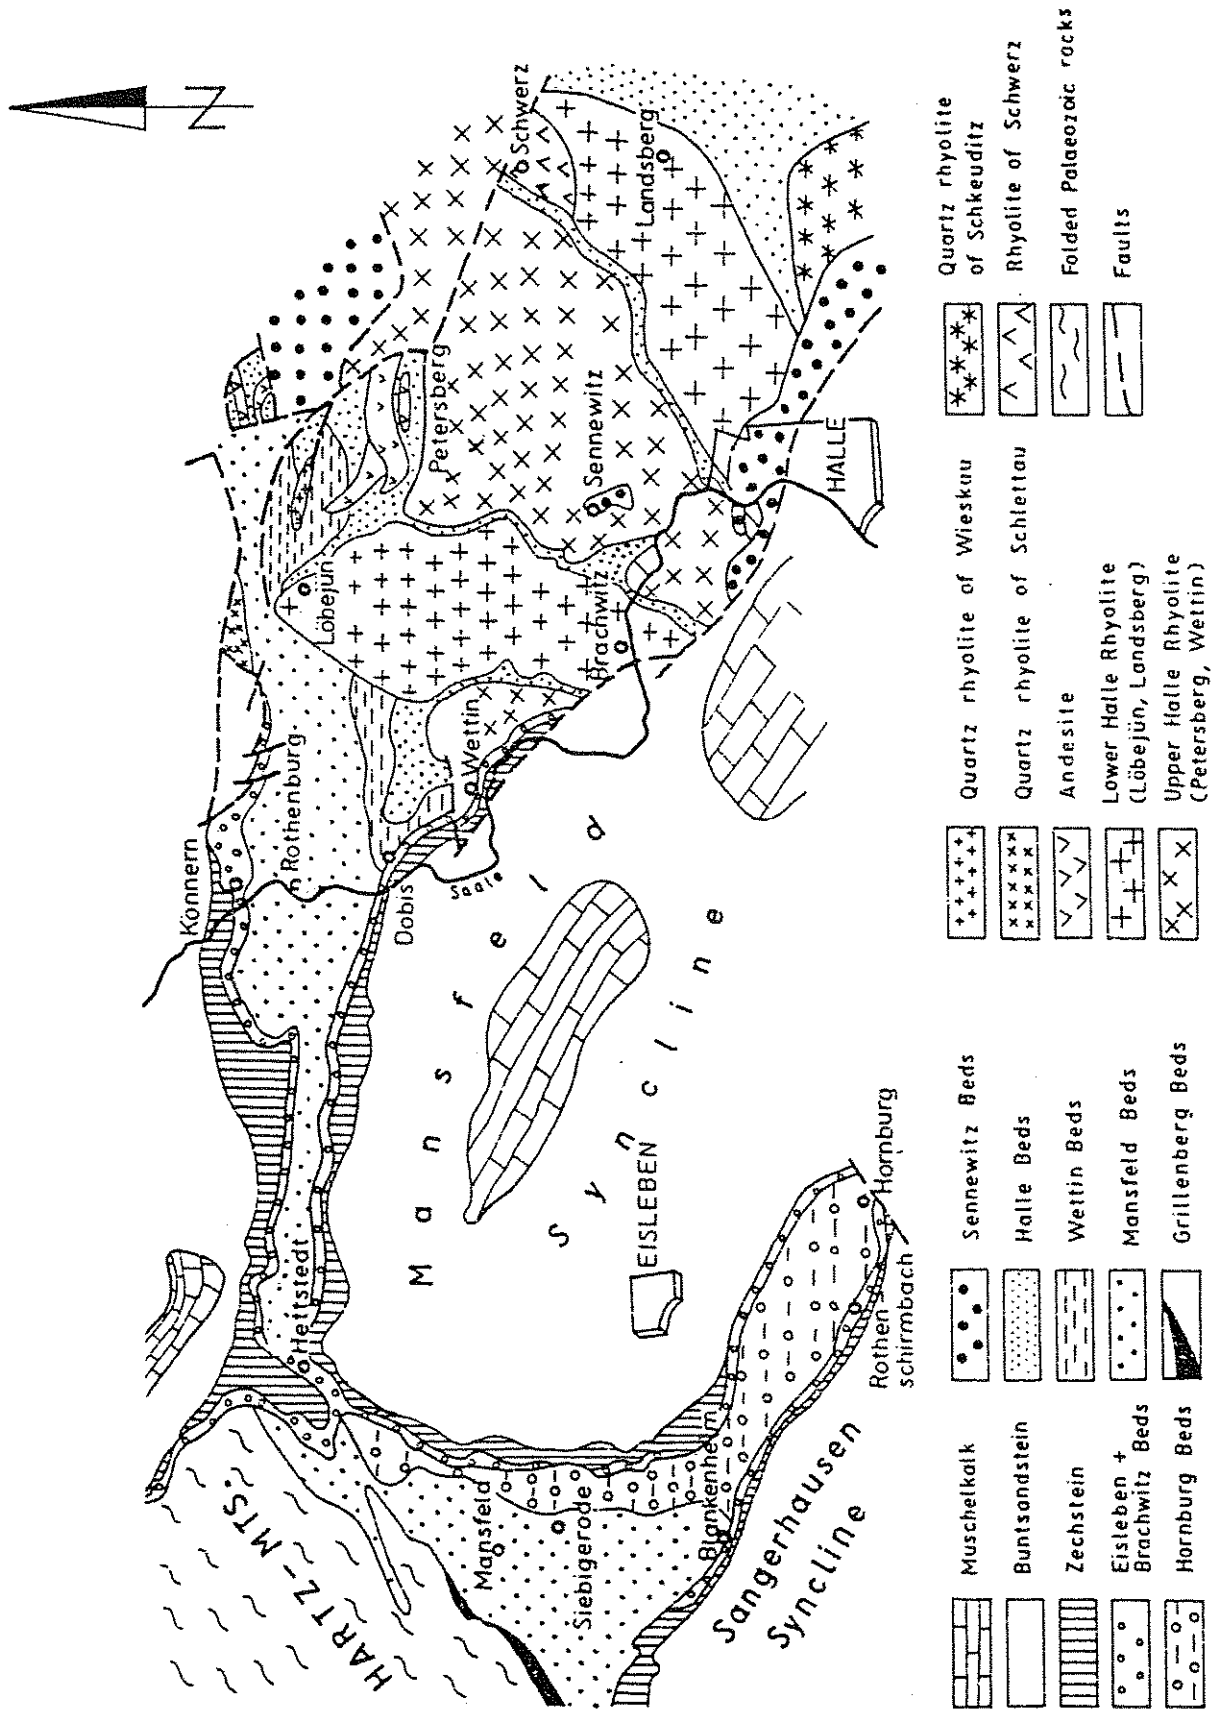 N
HARTZ-MTS.
Hettstedt
Mansfeld
Siebigerode
Blankenheim
Sangerhausen
Syncline
Rothen-
schirmbach
Hornburg
EISLEBEN
Mansfeld
Syncline
Könnern
Rothenburg
Dobis
Saale
Wettin
Löbejün
Brachwitz
Petersberg
Sennewitz
HALLE
Schwerz
Landsberg
Muschelkalk
Buntsandstein
Zechstein
Eisleben +
Brachwitz Beds
Hornburg Beds
Sennewitz Beds
Halle Beds
Wettin Beds
Mansfeld Beds
Grillenberg Beds
Quartz rhyolite of Wieskau
Quartz rhyolite of Schlettau
Andesite
Lower Halle Rhyolite
(Löbejün, Landsberg)
Upper Halle Rhyolite
(Petersberg, Wettin)
Quartz rhyolite
of Schkeuditz
Rhyolite of Schwerz
Folded Palaeozoic rocks
Faults